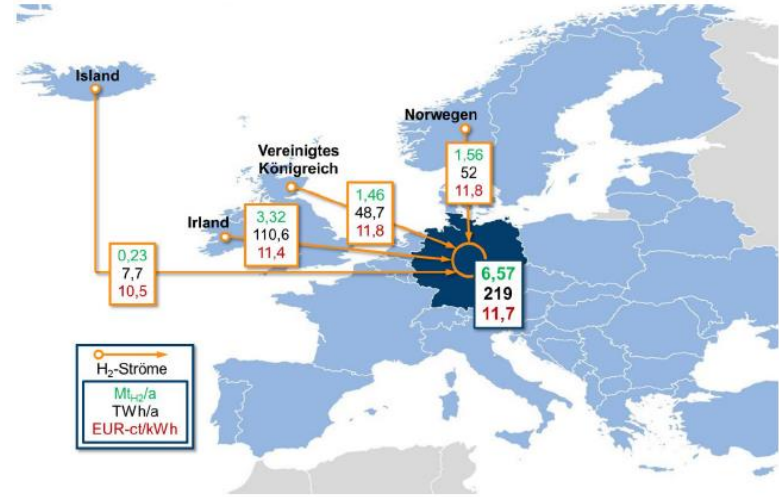 Island
Norwegen
1,56
52
11,8
Vereinigtes
Königreich
1,46
48,7
11,8
Irland
3,32
110,6
11,4
0,23
7,7
10,5
6,57
219
11,7
H₂-Ströme
Mt_H2/a
TWh/a
EUR-ct/kWh